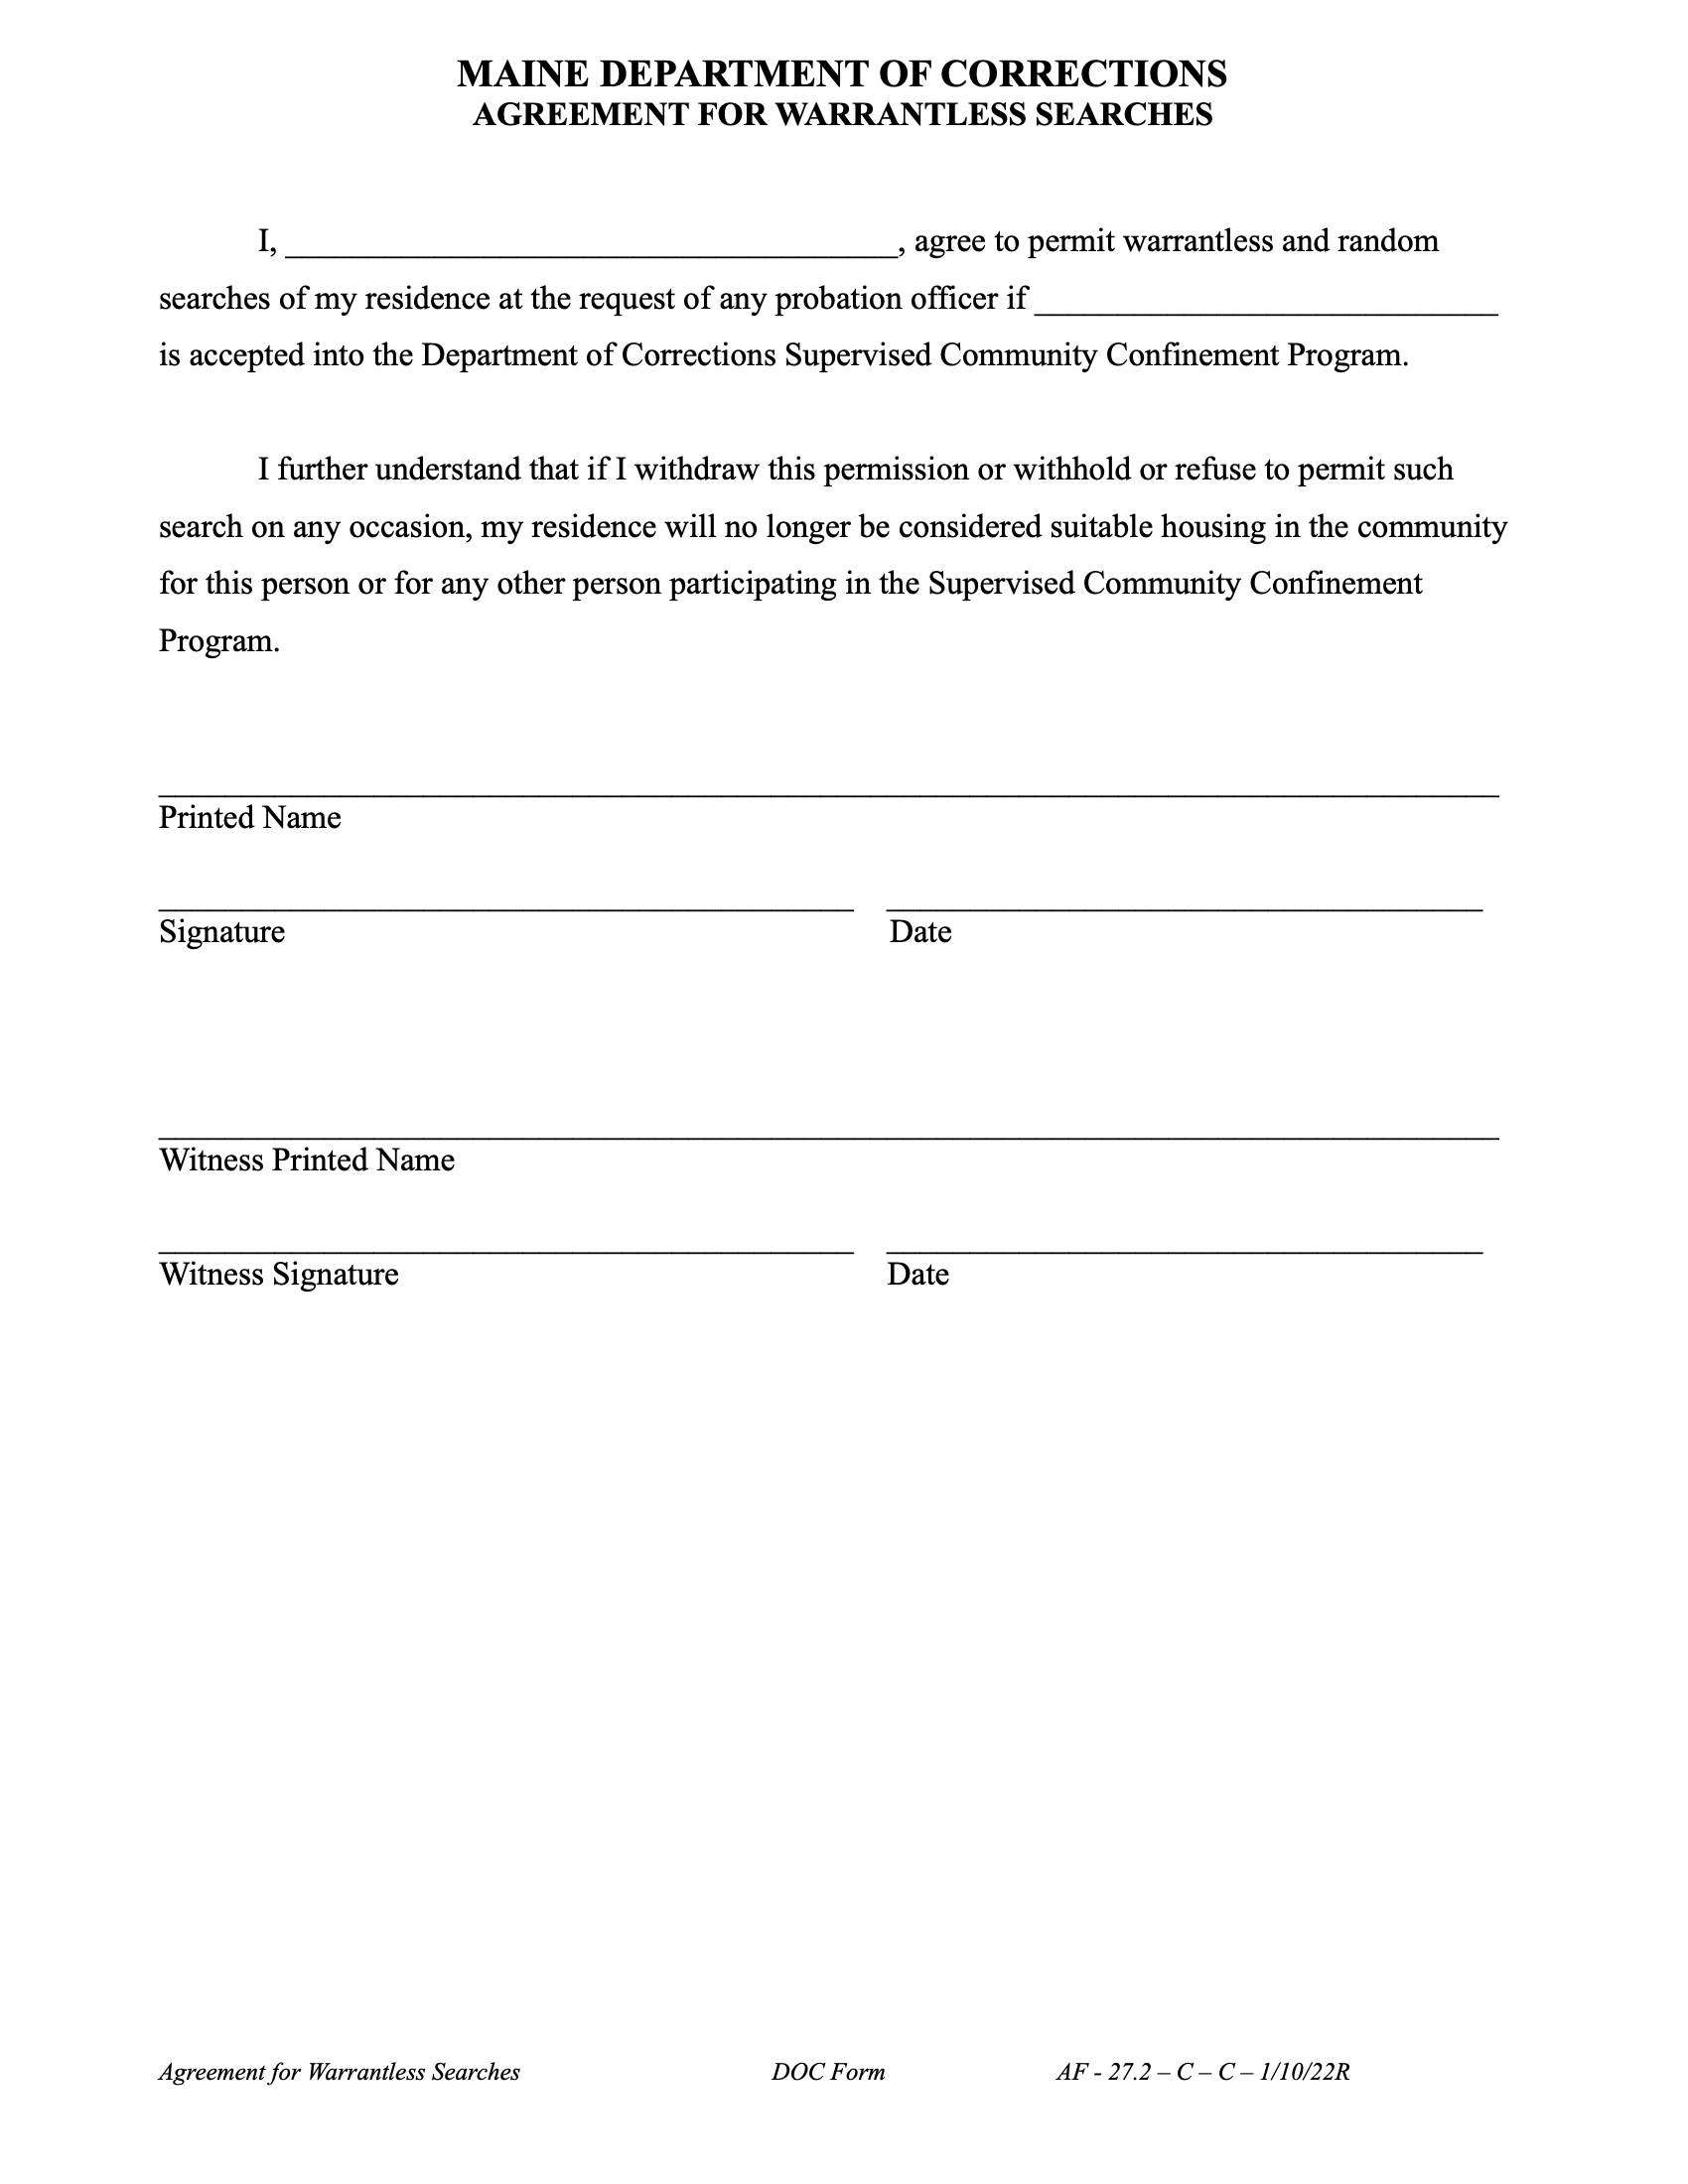 MAINE DEPARTMENT OF CORRECTIONS
AGREEMENT FOR WARRANTLESS SEARCHES
I, _____________________________________, agree to permit warrantless and random
searches of my residence at the request of any probation officer if ____________________________
is accepted into the Department of Corrections Supervised Community Confinement Program.
I further understand that if I withdraw this permission or withhold or refuse to permit such
search on any occasion, my residence will no longer be considered suitable housing in the community
for this person or for any other person participating in the Supervised Community Confinement
Program.
Printed Name
Signature Date
Witness Printed Name
Witness Signature Date
Agreement for Warrantless Searches DOC Form AF - 27.2 – C – C – 1/10/22R